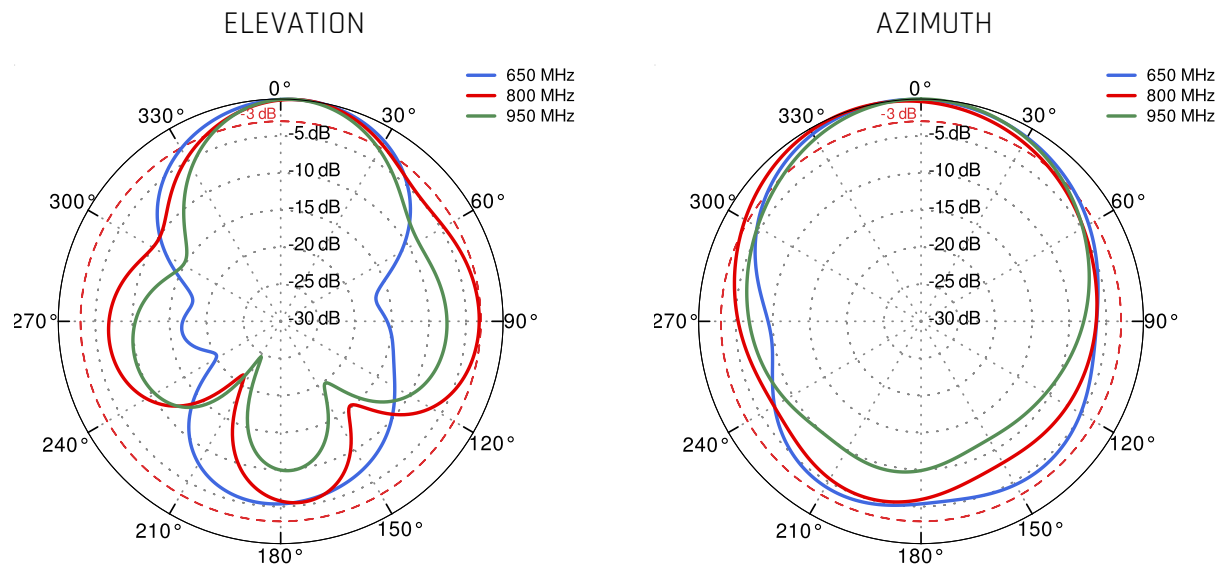 ELEVATION
650 MHz
800 MHz
950 MHz
0°
30°
60°
90°
120°
150°
180°
210°
240°
270°
300°
330°
-3 dB
-5 dB
-10 dB
-15 dB
-20 dB
-25 dB
-30 dB
AZIMUTH
650 MHz
800 MHz
950 MHz
0°
30°
60°
90°
120°
150°
180°
210°
240°
270°
300°
330°
-3 dB
-5 dB
-10 dB
-15 dB
-20 dB
-25 dB
-30 dB